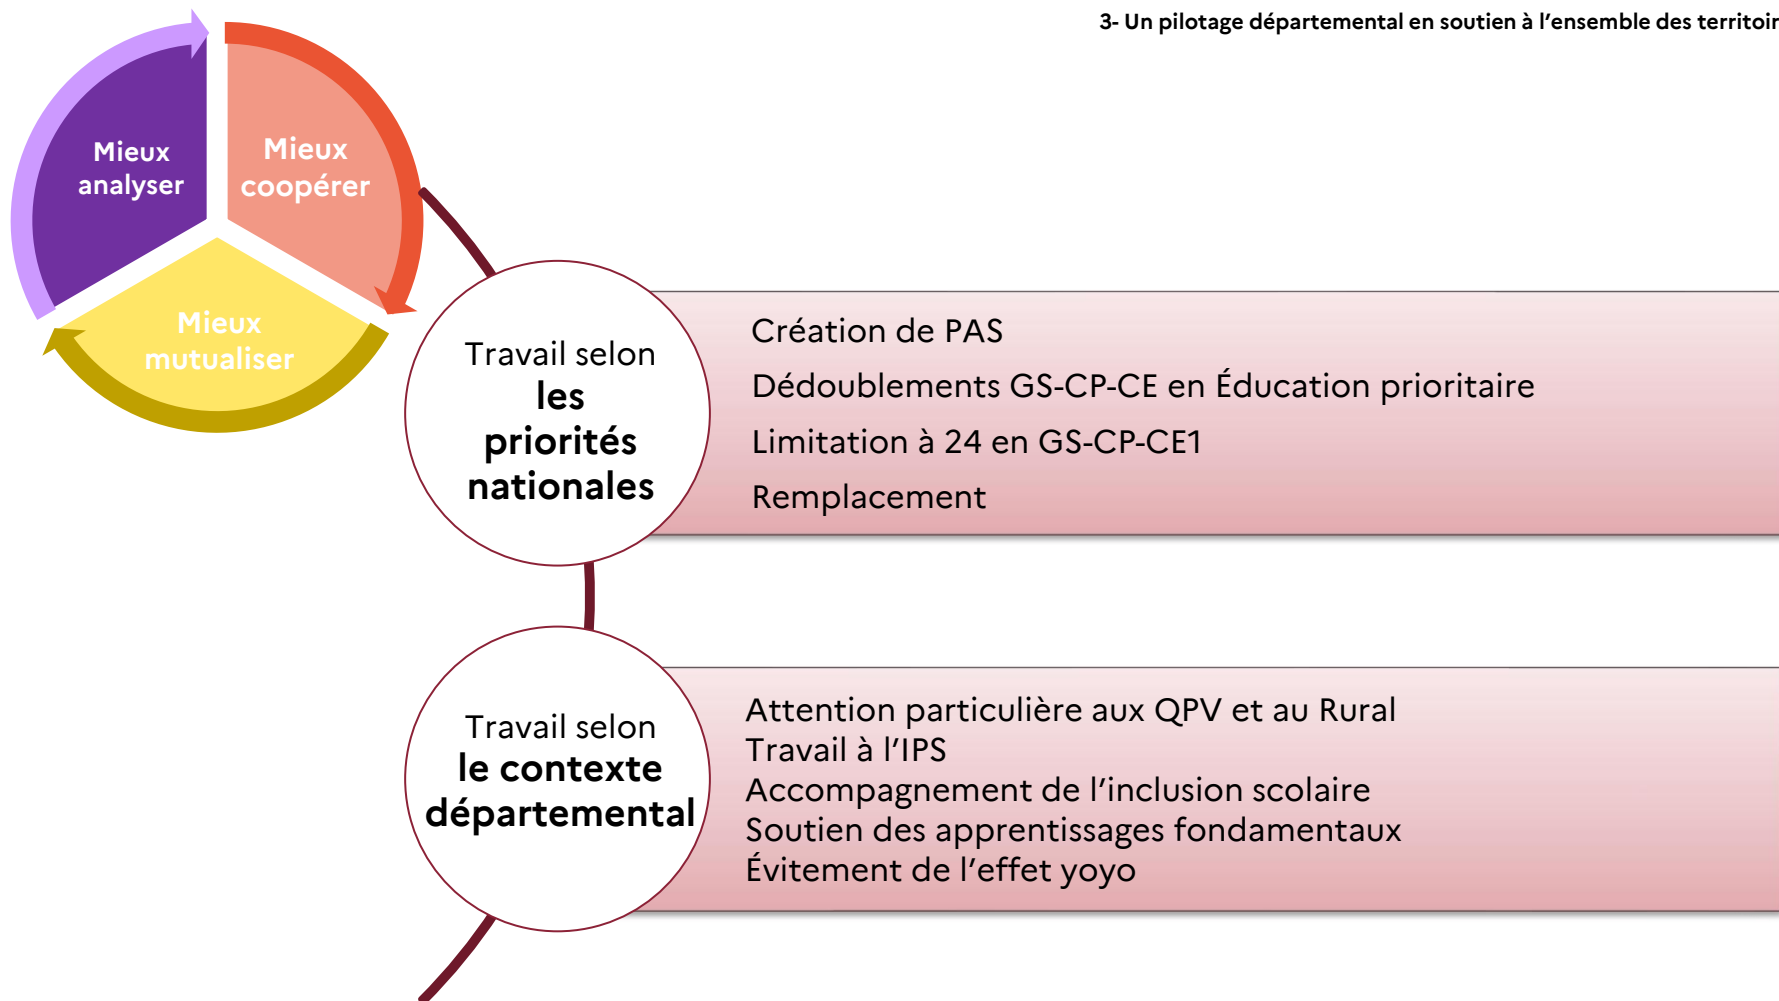 3- Un pilotage départemental en soutien à l'ensemble des
Mieux
analyser
Mieux
coopérer
Mieux
mutualiser
Travail selon
les
priorités
nationales
Création de PAS
Dédoublements GS-CP-CE en Éducation prioritaire
Limitation à 24 en GS-CP-CE1
Remplacement
Travail selon
le contexte
départemental
Attention particulière aux QPV et au Rural
Travail à l'IPS
Accompagnement de l'inclusion scolaire
Soutien des apprentissages fondamentaux
Évitement de l'effet yoyo